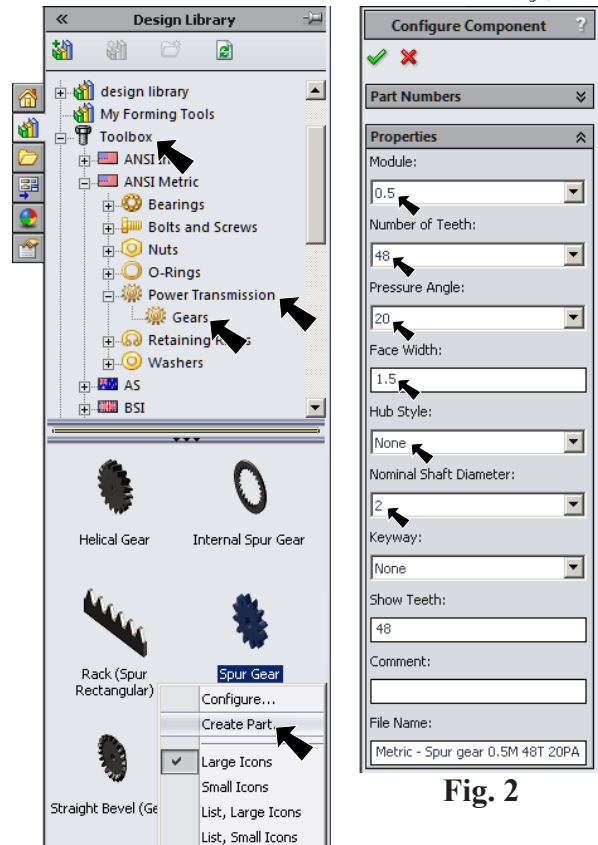 Design Library
design library
My Forming Tools
Toolbox
ANSI
ANSI Metric
Bearings
Bolts and Screws
Nuts
O-Rings
Power Transmission
Gears
Retaining
Washers
AS
BSI
Helical Gear
Internal Spur Gear
Rack (Spur
Rectangular)
Spur Gear
Straight Bevel (Ge
Configure...
Create Part...
Large Icons
Small Icons
List, Large Icons
List, Small Icons
Configure Component ?
Part Numbers
Properties
Module:
0.5
Number of Teeth:
48
Pressure Angle:
20
Face Width:
1.5
Hub Style:
None
Nominal Shaft Diameter:
2
Keyway:
None
Show Teeth:
48
Comment:
File Name:
Metric - Spur gear 0.5M 48T 20PA
Fig. 2